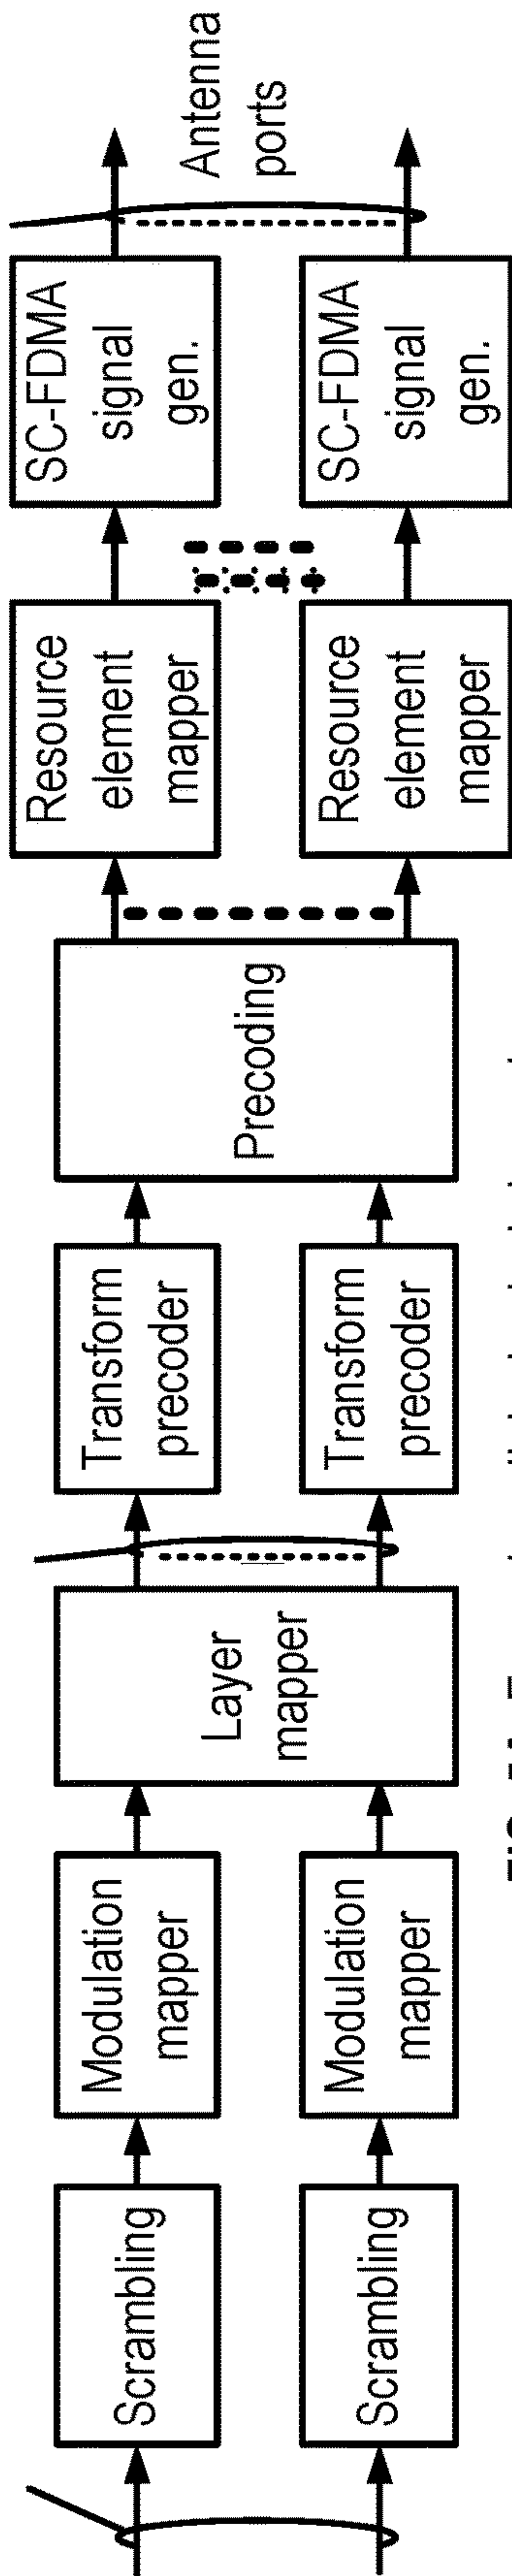 Scrambling
Modulation
mapper
Layer
mapper
Transform
precoder
Precoding
Resource
element
mapper
SC-FDMA
signal
gen.
Antenna
ports
Scrambling
Modulation
mapper
Transform
precoder
Resource
element
mapper
SC-FDMA
signal
gen.